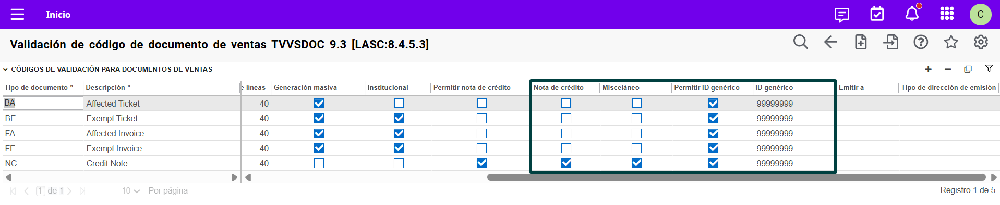 Inicio
C
Validación de código de documento de ventas TVVSDOC 9.3 [LASC:8.4.5.3]
CÓDIGOS DE VALIDACIÓN PARA DOCUMENTOS DE VENTAS
Tipo de documento * Descripción * e líneas Generación masiva Institucional Permitir nota de crédito Nota de crédito Misceláneo Permitir ID genérico ID genérico Emitir a Tipo de dirección de emisión
BA Affected Ticket 40 99999999
BE Exempt Ticket 40 99999999
FA Affected Invoice 40 99999999
FE Exempt Invoice 40 99999999
NC Credit Note 40 99999999
1 de 1 10 Por página Registro 1 de 5